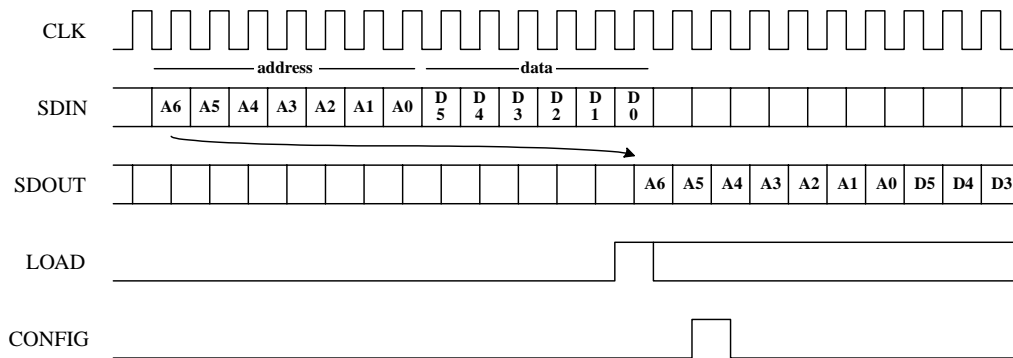 CLK
address data
SDIN A6 A5 A4 A3 A2 A1 A0 D5 D4 D3 D2 D1 D0
SDOUT A6 A5 A4 A3 A2 A1 A0 D5 D4 D3
LOAD
CONFIG